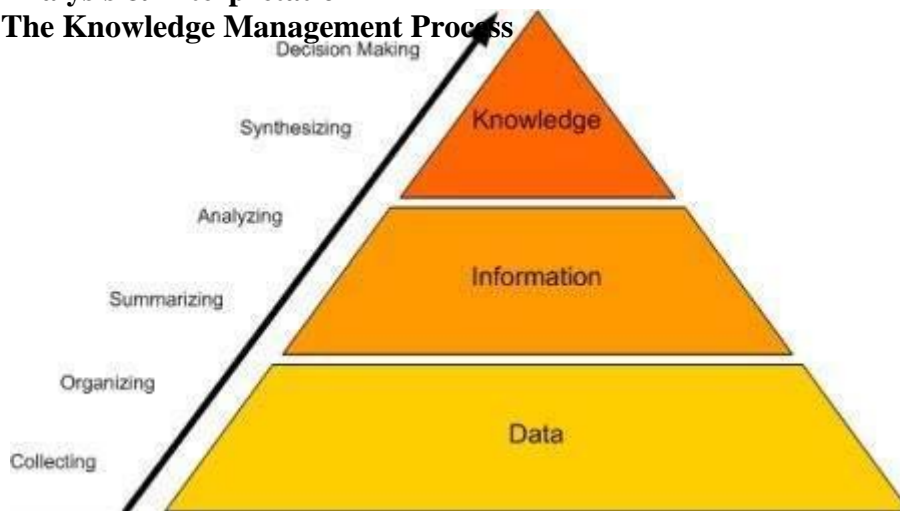 The Knowledge Management Process
Decision Making
Synthesizing
Knowledge
Analyzing
Information
Summarizing
Organizing
Data
Collecting